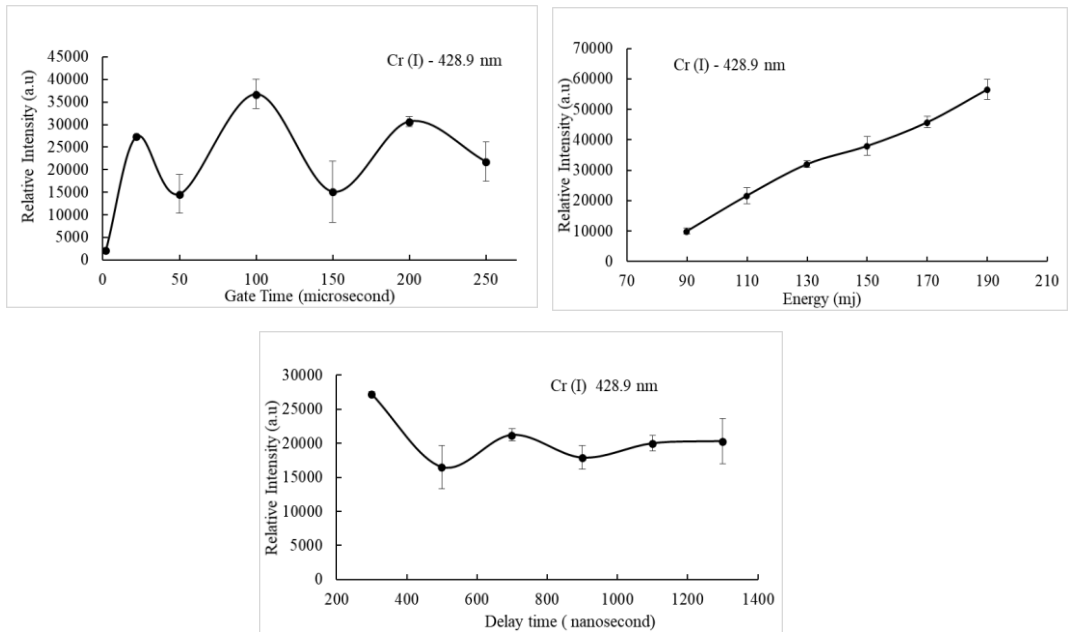 Cr (I) - 428.9 nm
Relative Intensity (a.u)
45000
40000
35000
30000
25000
20000
15000
10000
5000
0
0 50 100 150 200 250
Gate Time (microsecond)
Cr (I) - 428.9 nm
Relative Intensity (a.u)
70000
60000
50000
40000
30000
20000
10000
0
70 90 110 130 150 170 190 210
Energy (mj)
Cr (I) 428.9 nm
Relative Intensity (a.u)
30000
25000
20000
15000
10000
5000
0
200 400 600 800 1000 1200 1400
Delay time ( nanosecond)